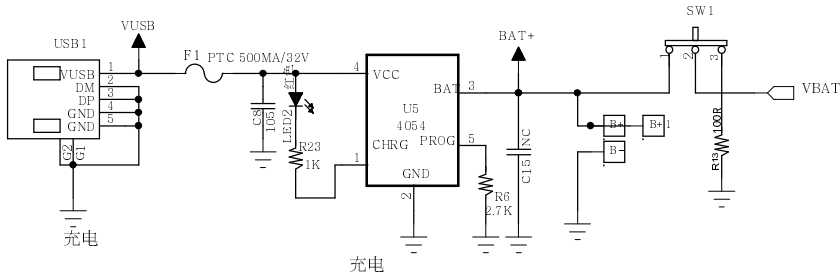 VUSB
USB1
VUSB 1
DM 2
DP 3
GND 4
GND 5
G2
G1
充电
F1 PTC 500MA/32V
C8
105
红色
LED2
R23
1K
4 VCC
U5
4054
BAT 3
PROG 5
1 CHRG
GND
2
充电
BAT+
C15 NC
R6
2.7K
B+
B+1
B-
SW1
1
2
3
R13 100R
VBAT